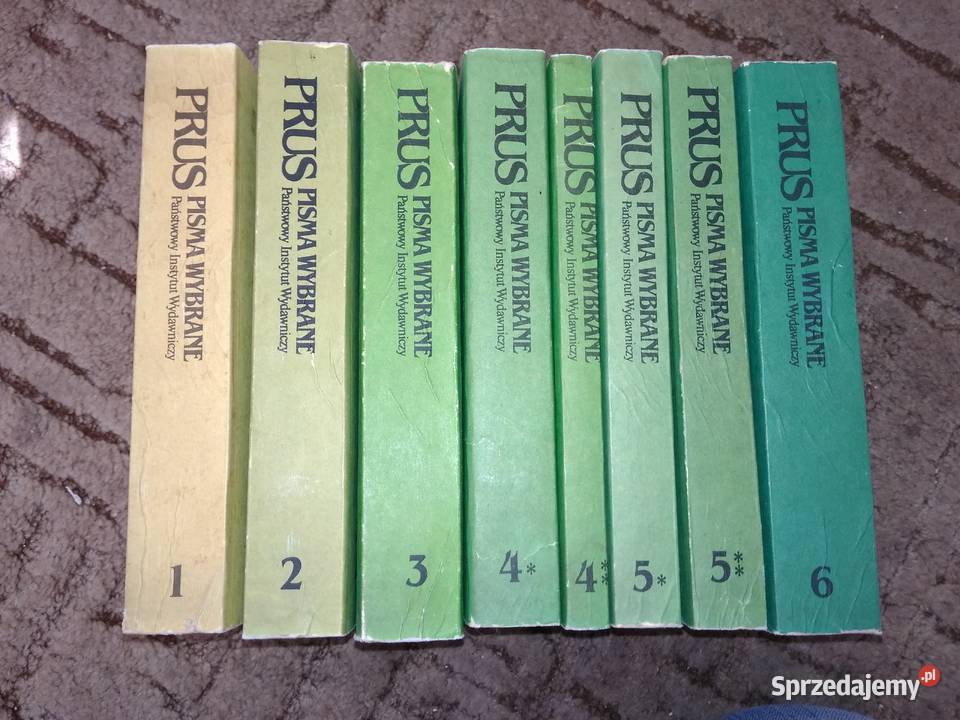 PRUS PISMA WYBRANE
Państwowy Instytut Wydawniczy
1
PRUS PISMA WYBRANE
Państwowy Instytut Wydawniczy
2
PRUS PISMA WYBRANE
Państwowy Instytut Wydawniczy
3
PRUS PISMA WYBRANE
Państwowy Instytut Wydawniczy
4*
PRUS PISMA WYBRANE
Państwowy Instytut Wydawniczy
4**
PRUS PISMA WYBRANE
Państwowy Instytut Wydawniczy
5*
PRUS PISMA WYBRANE
Państwowy Instytut Wydawniczy
5**
PRUS PISMA WYBRANE
Państwowy Instytut Wydawniczy
6
Sprzedajemy.pl